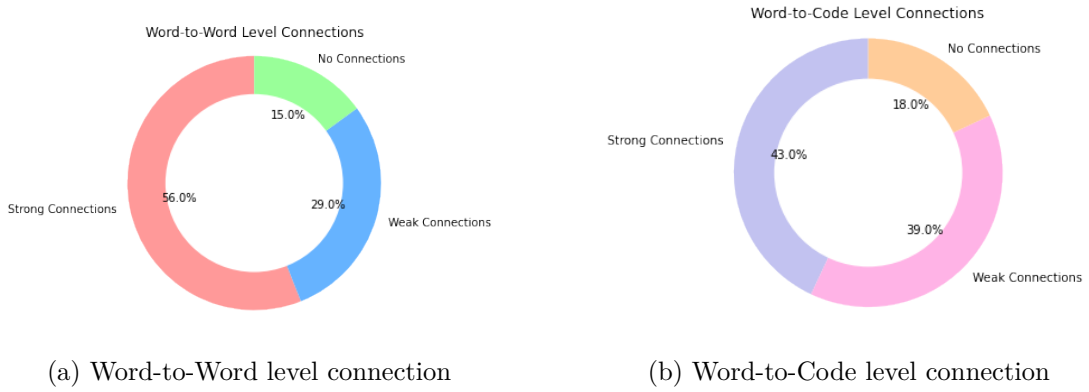 Word-to-Word Level Connections
No Connections
15.0%
Strong Connections
56.0%
29.0%
Weak Connections
(a) Word-to-Word level connection
Word-to-Code Level Connections
No Connections
18.0%
Strong Connections
43.0%
39.0%
Weak Connections
(b) Word-to-Code level connection